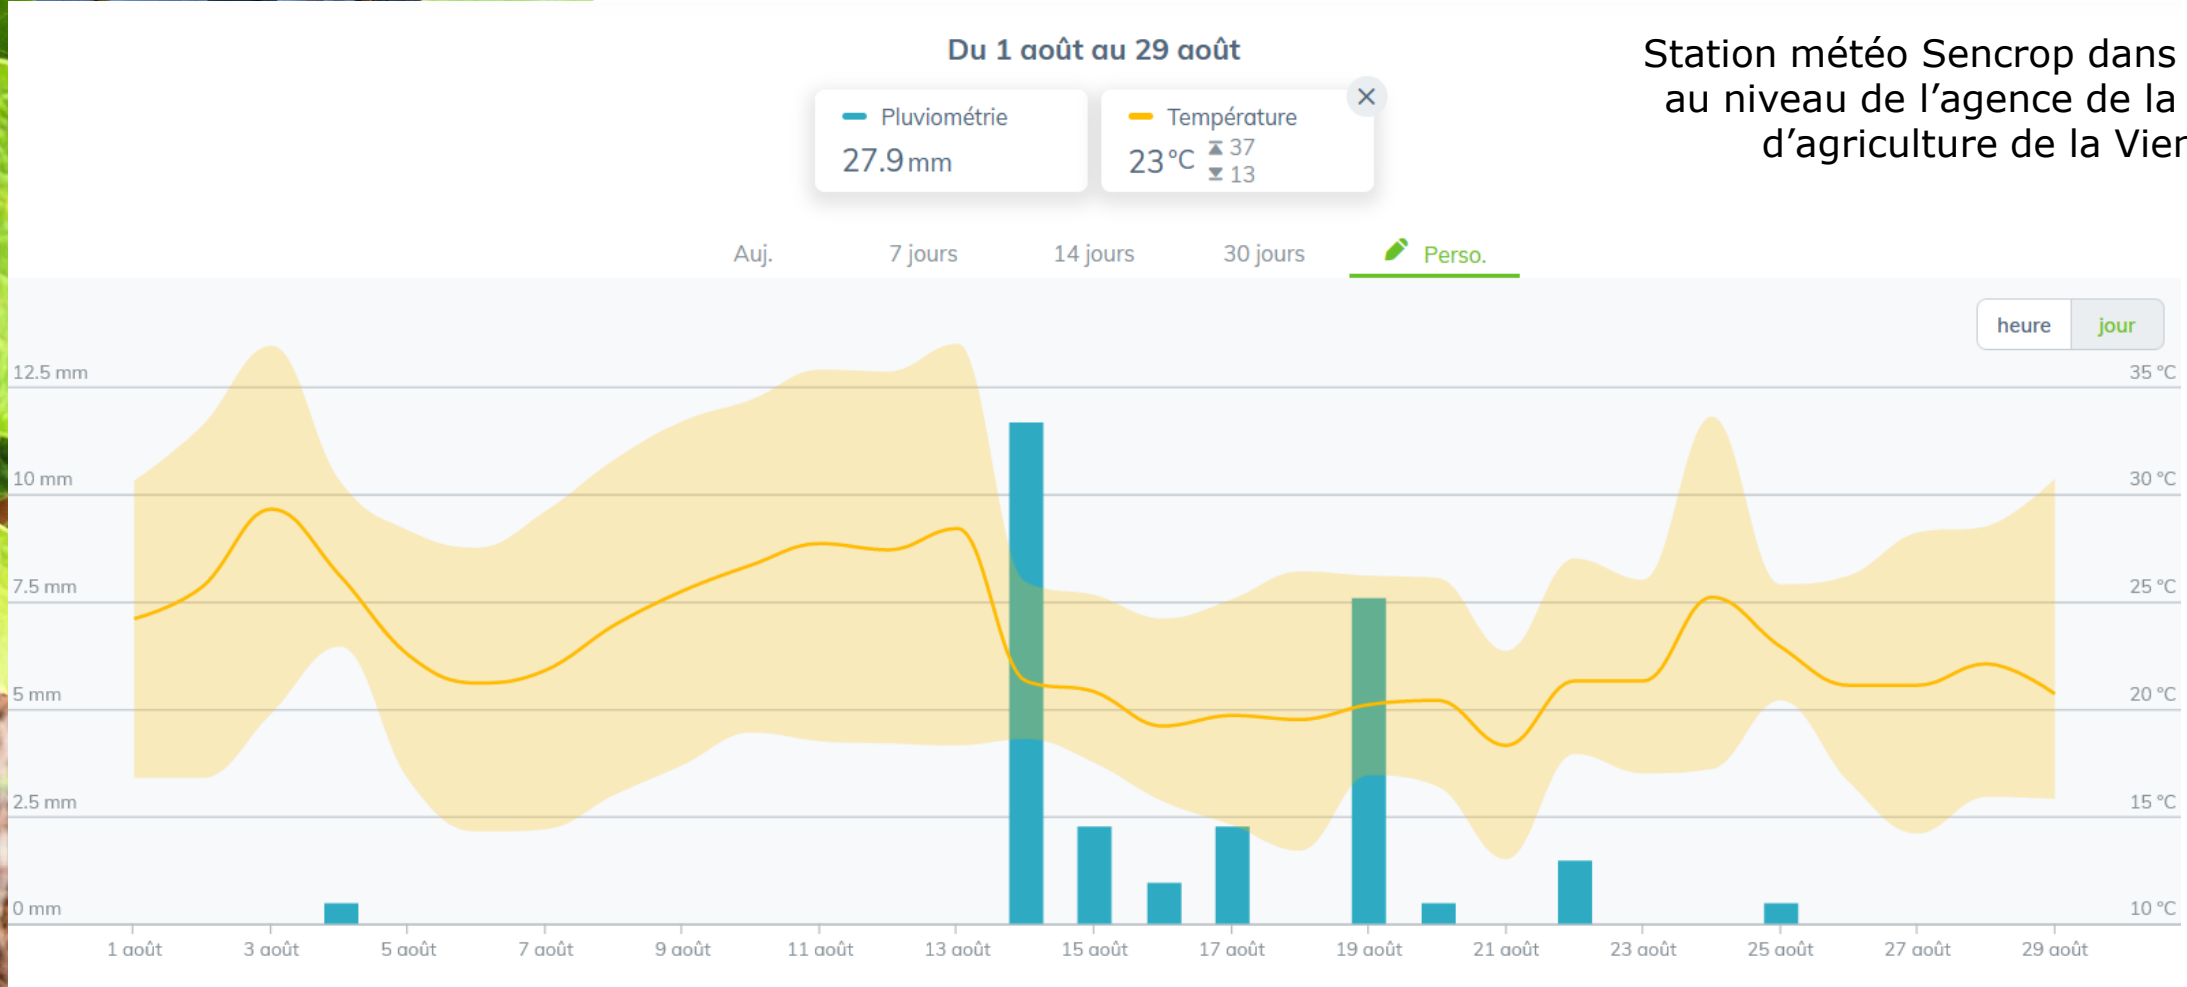 Du 1 août au 29 août
Station météo Sencrop dans
au niveau de l’agence de la
d’agriculture de la
Pluviométrie
27.9 mm
Température
23 °C 37
13
Auj. 7 jours 14 jours 30 jours Perso.
heure jour
12.5 mm 35 °C
10 mm 30 °C
7.5 mm 25 °C
5 mm 20 °C
2.5 mm 15 °C
0 mm 10 °C
1 août 3 août 5 août 7 août 9 août 11 août 13 août 15 août 17 août 19 août 21 août 23 août 25 août 27 août 29 août